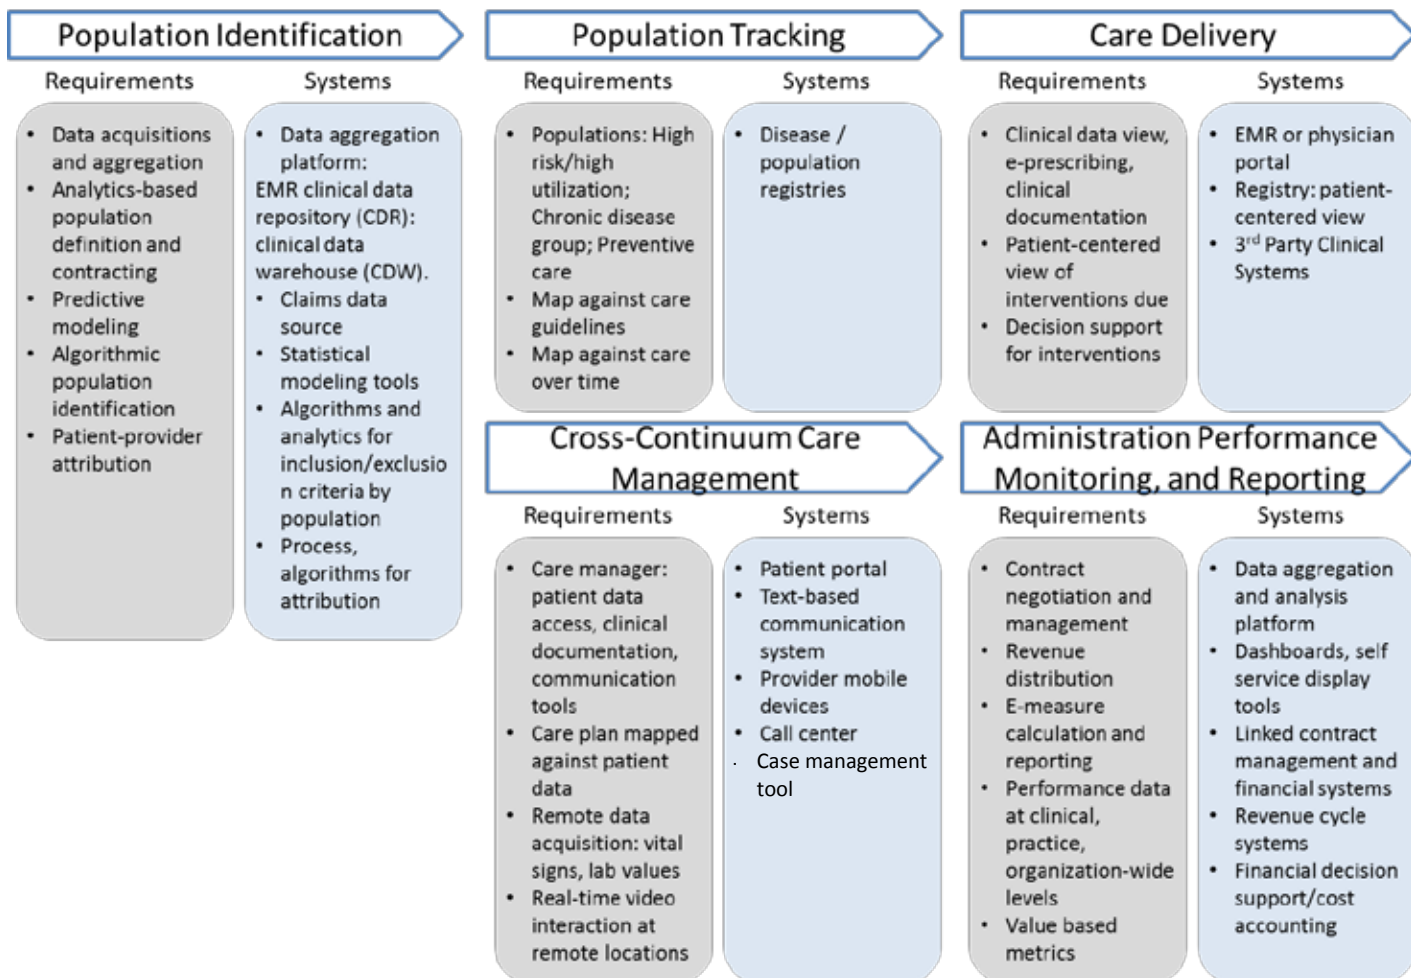 Population Identification
Requirements
• Data acquisitions
and aggregation
• Analytics-based
population
definition and
contracting
• Predictive
modeling
• Algorithmic
population
identification
• Patient-provider
attribution
Systems
• Data aggregation
platform:
EMR clinical data
repository (CDR):
clinical data
warehouse (CDW).
• Claims data
source
• Statistical
modeling tools
• Algorithms and
analytics for
inclusion/exclusio
n criteria by
population
• Process,
algorithms for
attribution
Population Tracking
Requirements
• Populations: High
risk/high
utilization;
Chronic disease
group; Preventive
care
• Map against care
guidelines
• Map against care
over time
Systems
• Disease /
population
registries
Care Delivery
Requirements
• Clinical data view,
e-prescribing,
clinical
documentation
• Patient-centered
view of
interventions due
• Decision support
for interventions
Systems
• EMR or physician
portal
• Registry: patient-
centered view
• 3rd Party Clinical
Systems
Cross-Continuum Care
Management
Requirements
• Care manager:
patient data
access, clinical
documentation,
communication
tools
• Care plan mapped
against patient
data
• Remote data
acquisition: vital
signs, lab values
• Real-time video
interaction at
remote locations
Systems
• Patient portal
• Text-based
communication
system
• Provider mobile
devices
• Call center
· Case management
tool
Administration Performance
Monitoring, and Reporting
Requirements
• Contract
negotiation and
management
• Revenue
distribution
• E-measure
calculation and
reporting
• Performance data
at clinical,
practice,
organization-wide
levels
• Value based
metrics
Systems
• Data aggregation
and analysis
platform
• Dashboards, self
service display
tools
• Linked contract
management and
financial systems
• Revenue cycle
systems
• Financial decision
support/cost
accounting